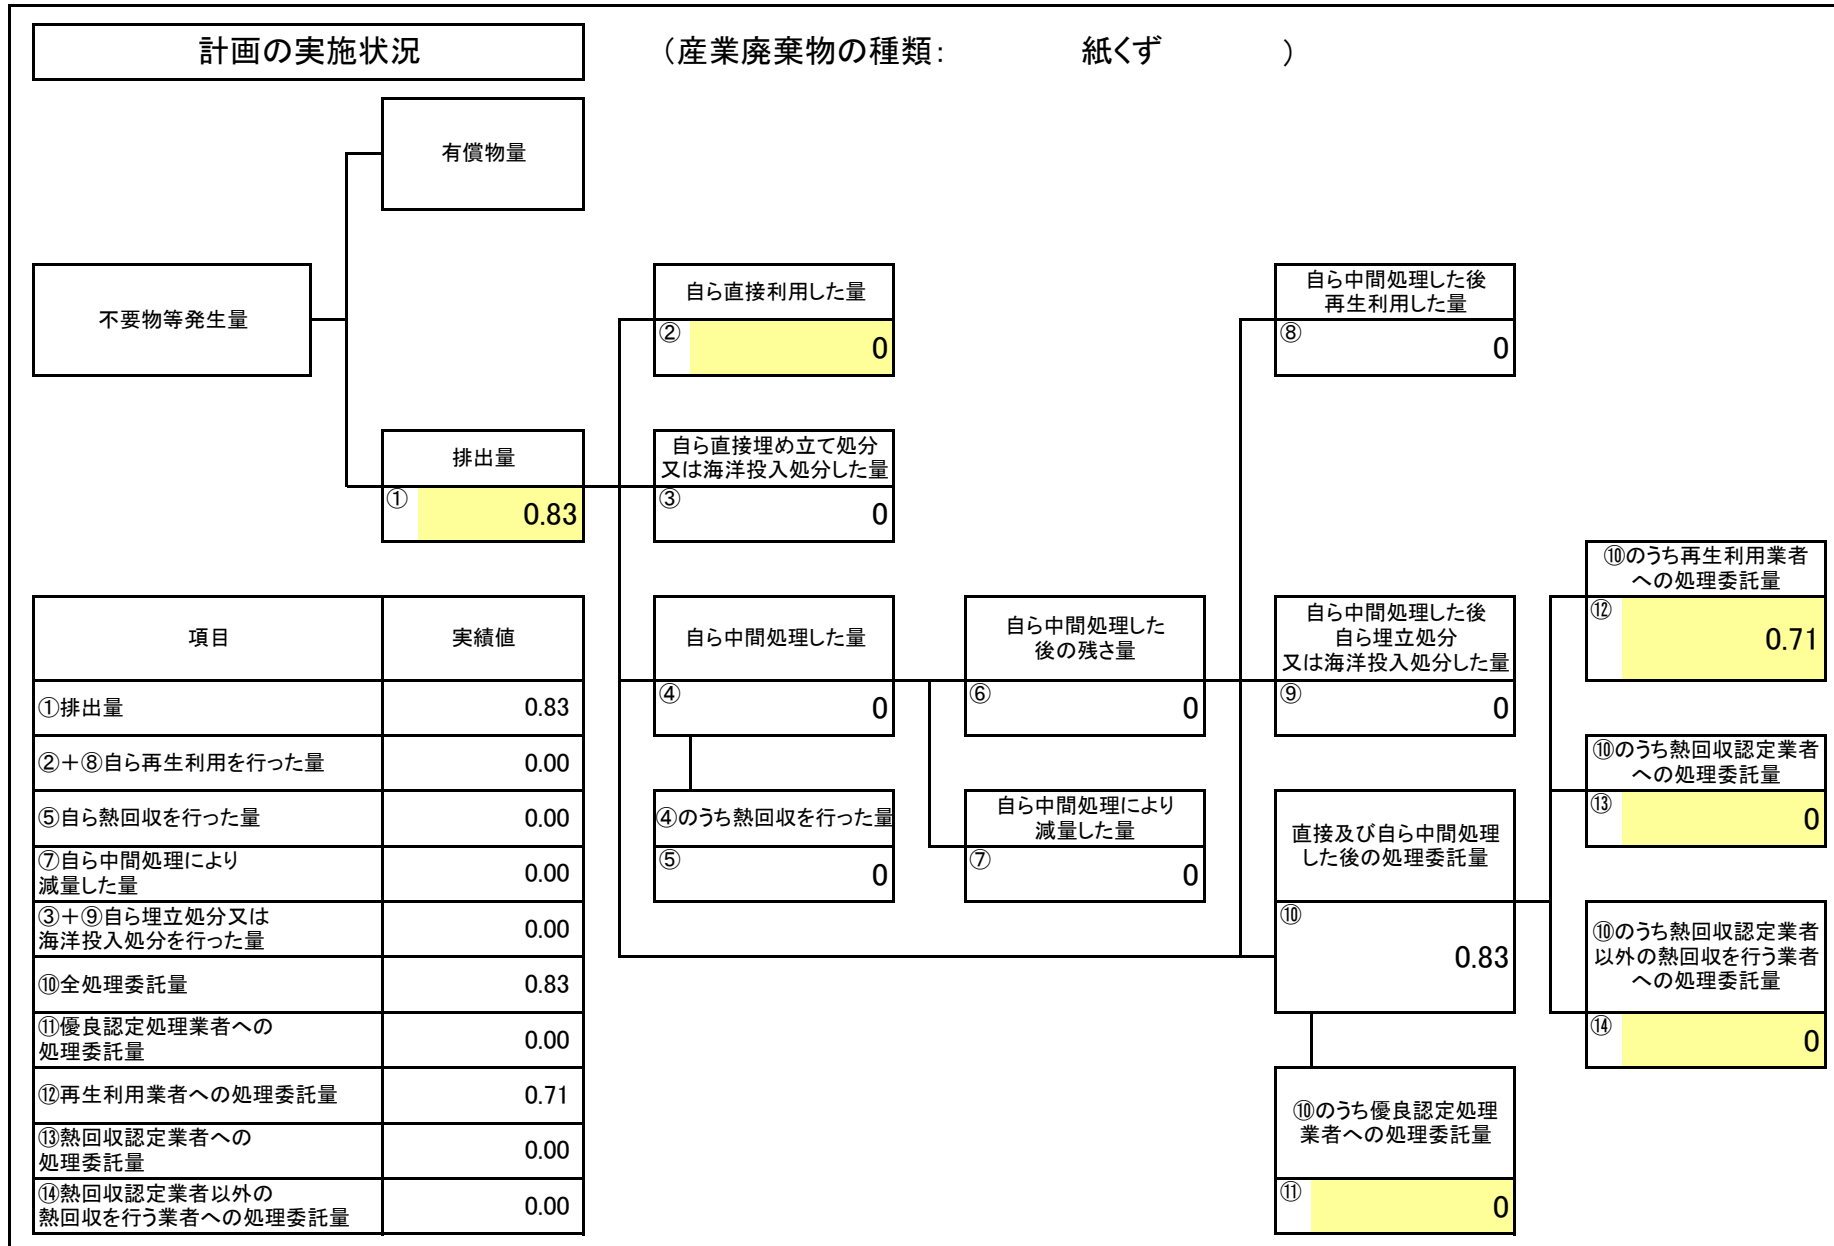 計画の実施状況
（産業廃棄物の種類： 紙くず ）
有償物量
不要物等発生量
自ら直接利用した量
② 0
自ら中間処理した後
再生利用した量
⑧ 0
排出量
① 0.83
自ら直接埋め立て処分
又は海洋投入処分した量
③ 0
⑩のうち再生利用業者
への処理委託量
⑫ 0.71
自ら中間処理した量
④ 0
自ら中間処理した
後の残さ量
⑥ 0
自ら中間処理した後
自ら埋立処分
又は海洋投入処分した量
⑨ 0
⑩のうち熱回収認定業者
への処理委託量
⑬ 0
④のうち熱回収を行った量
⑤ 0
自ら中間処理により
減量した量
⑦ 0
直接及び自ら中間処理
した後の処理委託量
⑩ 0.83
⑩のうち熱回収認定業者
以外の熱回収を行う業者
への処理委託量
⑭ 0
⑩のうち優良認定処理
業者への処理委託量
⑪ 0
項目 実績値
①排出量 0.83
②＋⑧自ら再生利用を行った量 0.00
⑤自ら熱回収を行った量 0.00
⑦自ら中間処理により
減量した量 0.00
③＋⑨自ら埋立処分又は
海洋投入処分を行った量 0.00
⑩全処理委託量 0.83
⑪優良認定処理業者への
処理委託量 0.00
⑫再生利用業者への処理委託量 0.71
⑬熱回収認定業者への
処理委託量 0.00
⑭熱回収認定業者以外の
熱回収を行う業者への処理委託量 0.00